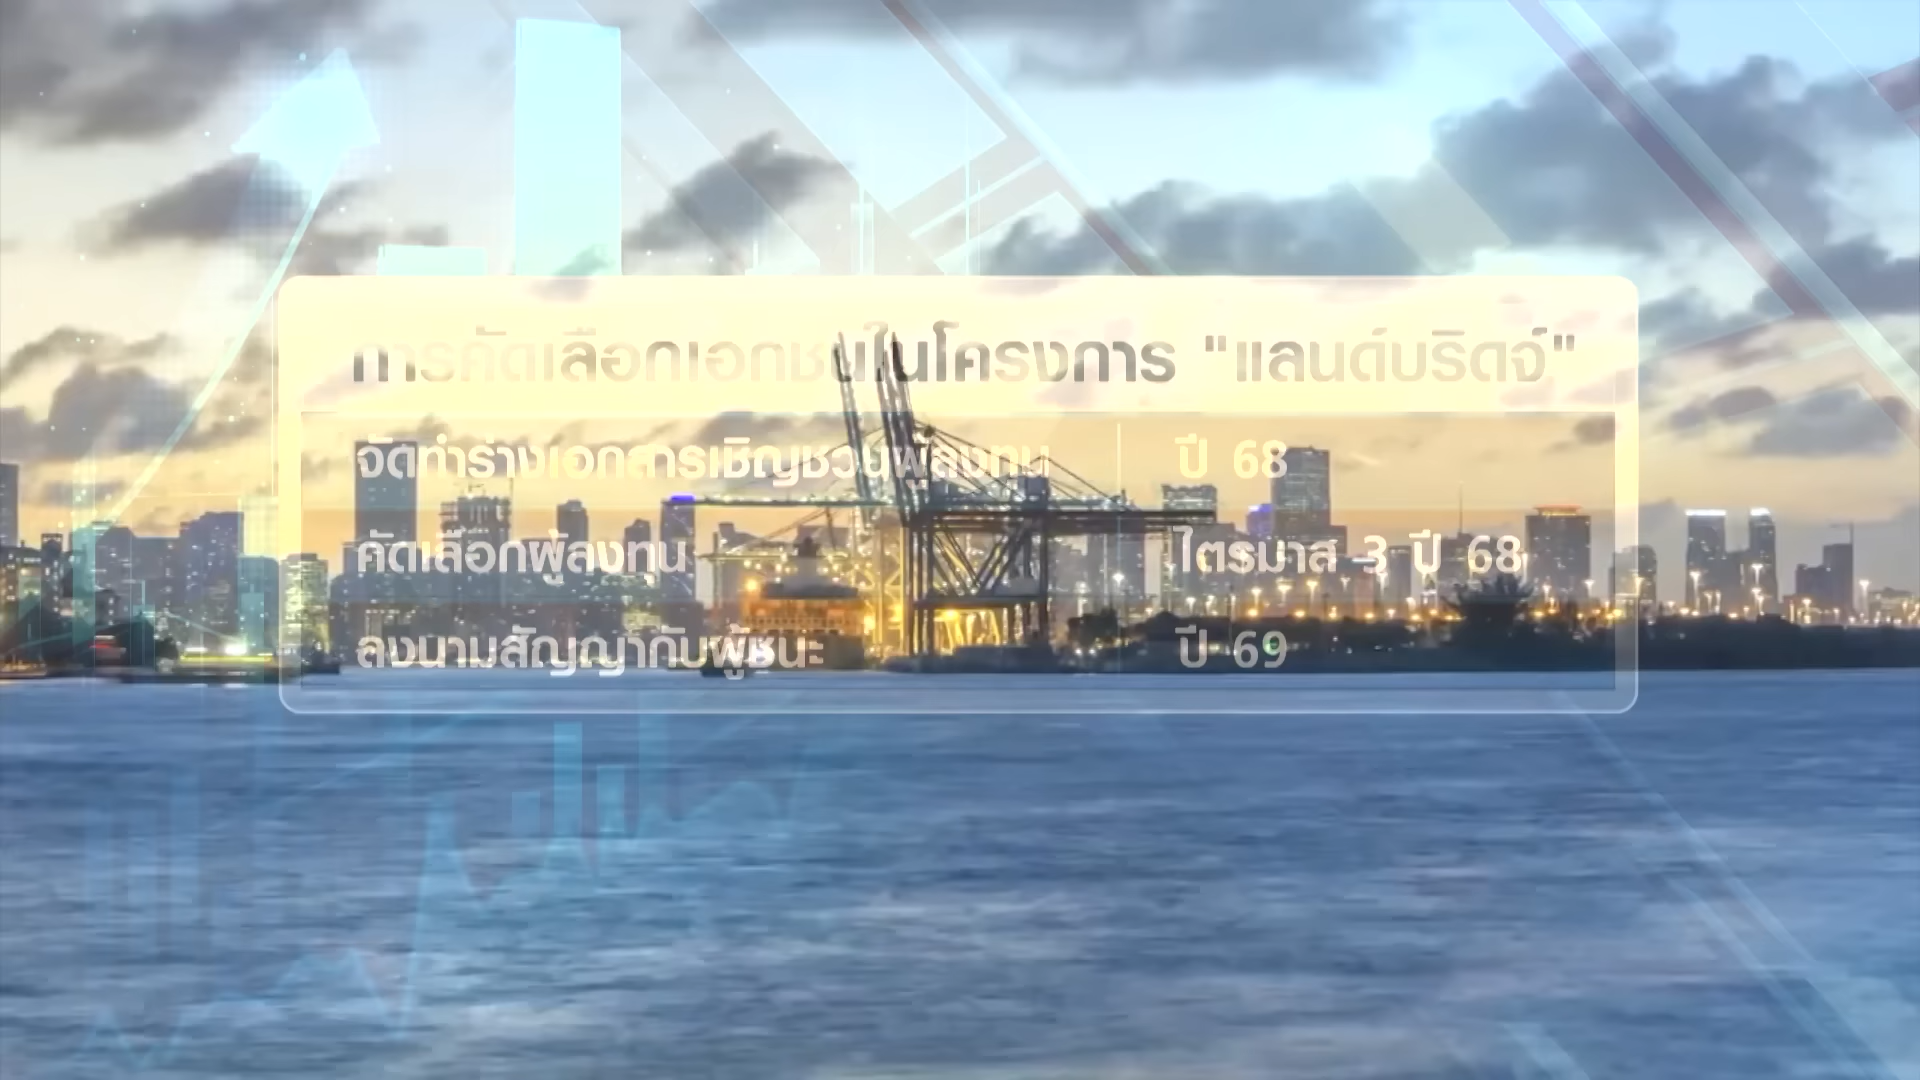 การคัดเลือกเอกชนในโครงการ "แลนด์บริดจ์"
จัดทำร่างเอกสารเชิญชวนผู้ลงทุน ปี 68
คัดเลือกผู้ลงทุน ไตรมาส 3 ปี 68
ลงนามสัญญากับผู้ชนะ ปี 69